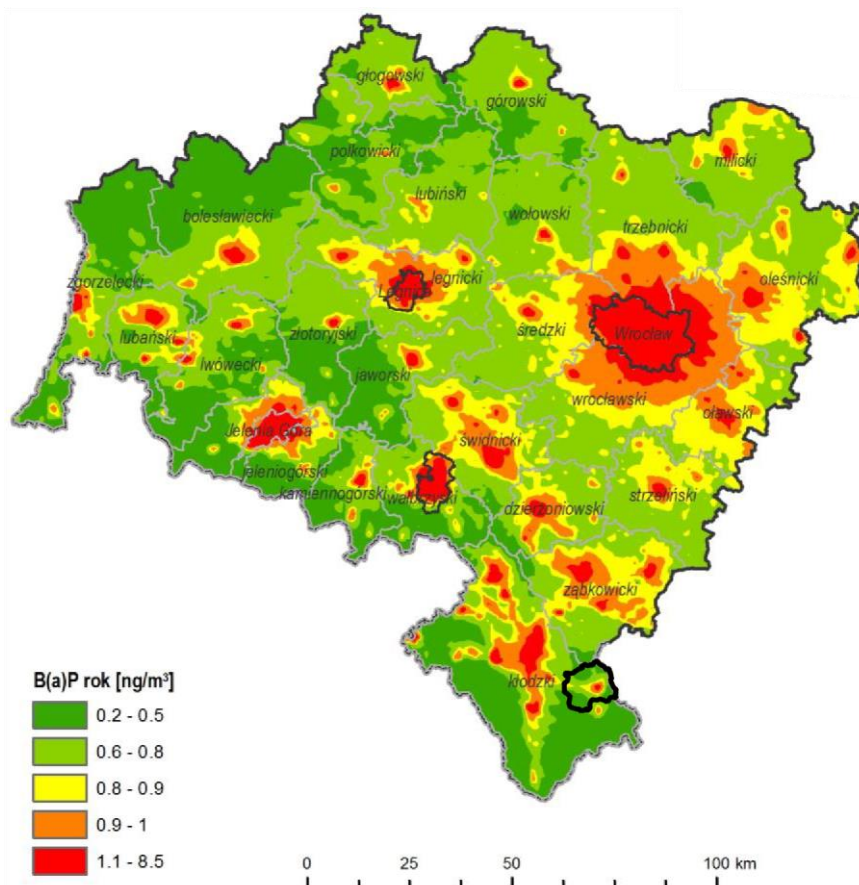 głogowski
górowski
milicki
polkowicki
lubiński
wołowski
trzebnicki
bolesławiecki
zgorzelecki
legnicki
Legnica
oleśnicki
lubański
złotoryjski
średzki
Wrocław
lwówecki
jaworski
wrocławski
oławski
Jelenia Góra
świdnicki
jeleniogórski
kamiennogórski
wałbrzyski
dzierżoniowski
strzeliński
ząbkowicki
kłodzki
B(a)P rok [ng/m³]
0.2 - 0.5
0.6 - 0.8
0.8 - 0.9
0.9 - 1
1.1 - 8.5
0 25 50 100 km